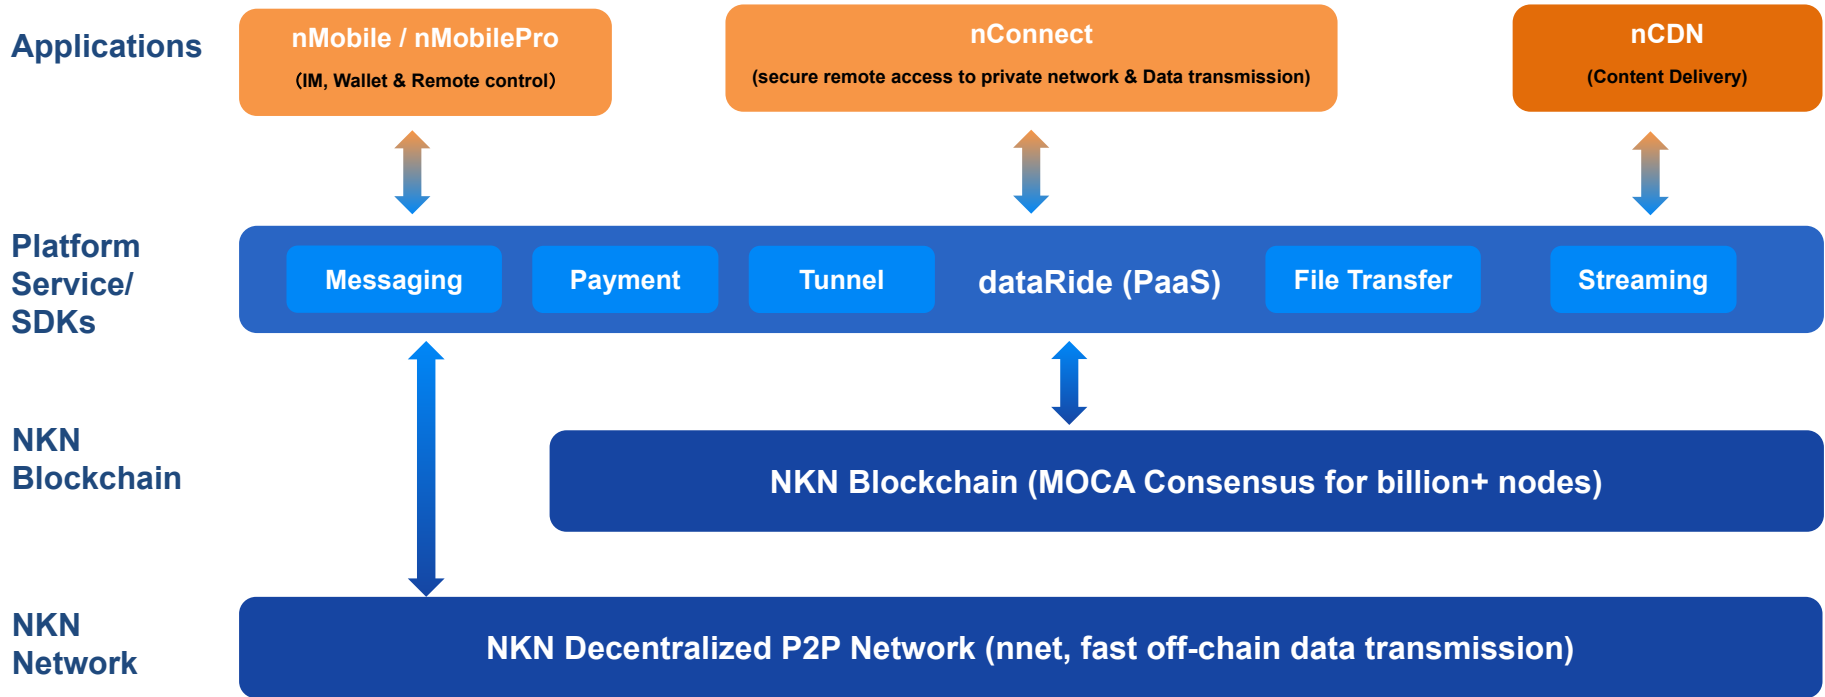 Applications
nMobile / nMobilePro
（IM, Wallet & Remote control）
nConnect
(secure remote access to private network & Data transmission)
nCDN
(Content Delivery)
Platform
Service/
SDKs
Messaging
Payment
Tunnel
dataRide (PaaS)
File Transfer
Streaming
NKN
Blockchain
NKN Blockchain (MOCA Consensus for billion+ nodes)
NKN
Network
NKN Decentralized P2P Network (nnet, fast off-chain data transmission)